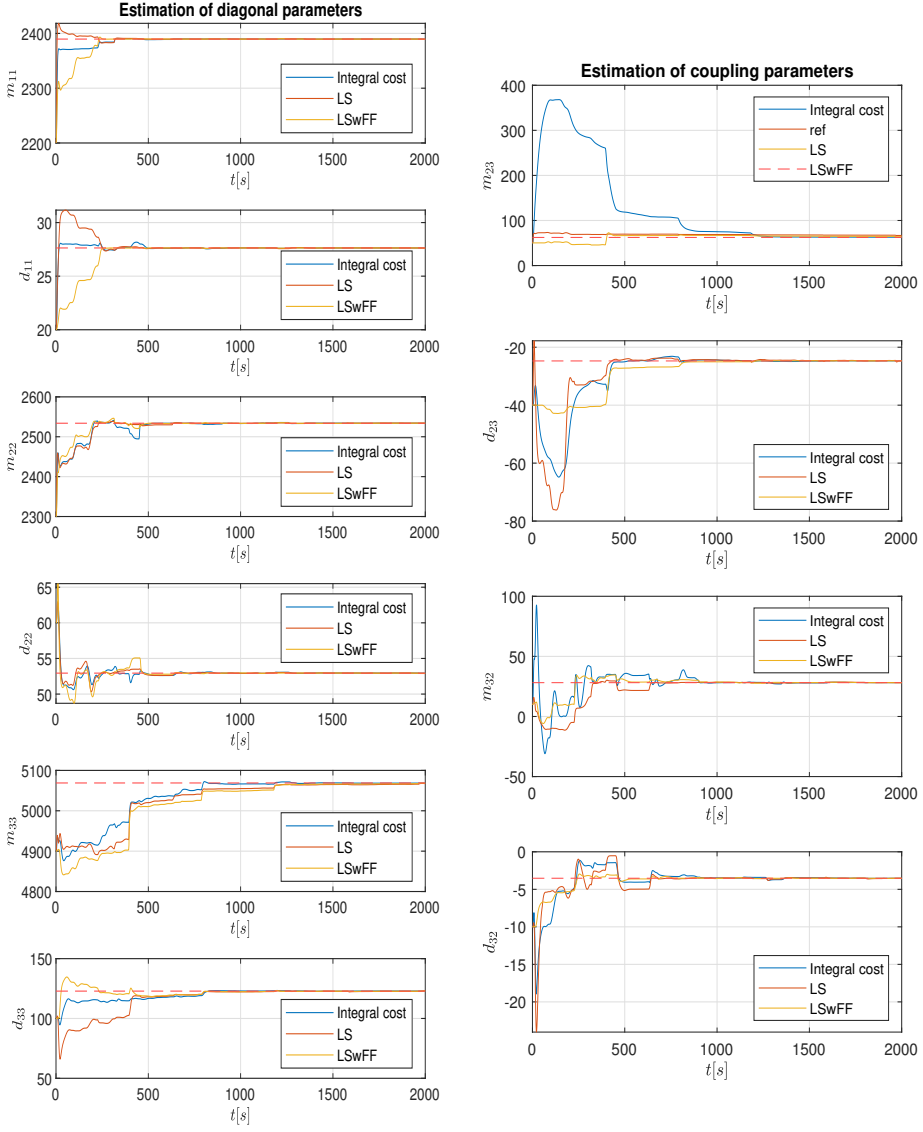 Estimation of diagonal parameters
2400
2300
2200
m11
Integral cost
LS
LSwFF
0
500
1000
1500
2000
t[s]
30
25
20
d11
Integral cost
LS
LSwFF
0
500
1000
1500
2000
t[s]
2600
2500
2400
2300
m22
Integral cost
LS
LSwFF
0
500
1000
1500
2000
t[s]
65
60
55
50
d22
Integral cost
LS
LSwFF
0
500
1000
1500
2000
t[s]
5100
5000
4900
4800
m33
Integral cost
LS
LSwFF
0
500
1000
1500
2000
t[s]
150
100
50
d33
Integral cost
LS
LSwFF
0
500
1000
1500
2000
t[s]
Estimation of coupling parameters
400
300
200
100
0
m23
Integral cost
ref
LS
LSwFF
0
500
1000
1500
2000
t[s]
-20
-40
-60
-80
d23
Integral cost
LS
LSwFF
0
500
1000
1500
2000
t[s]
100
50
0
-50
m32
Integral cost
LS
LSwFF
0
500
1000
1500
2000
t[s]
0
-5
-10
-15
-20
d32
Integral cost
LS
LSwFF
0
500
1000
1500
2000
t[s]